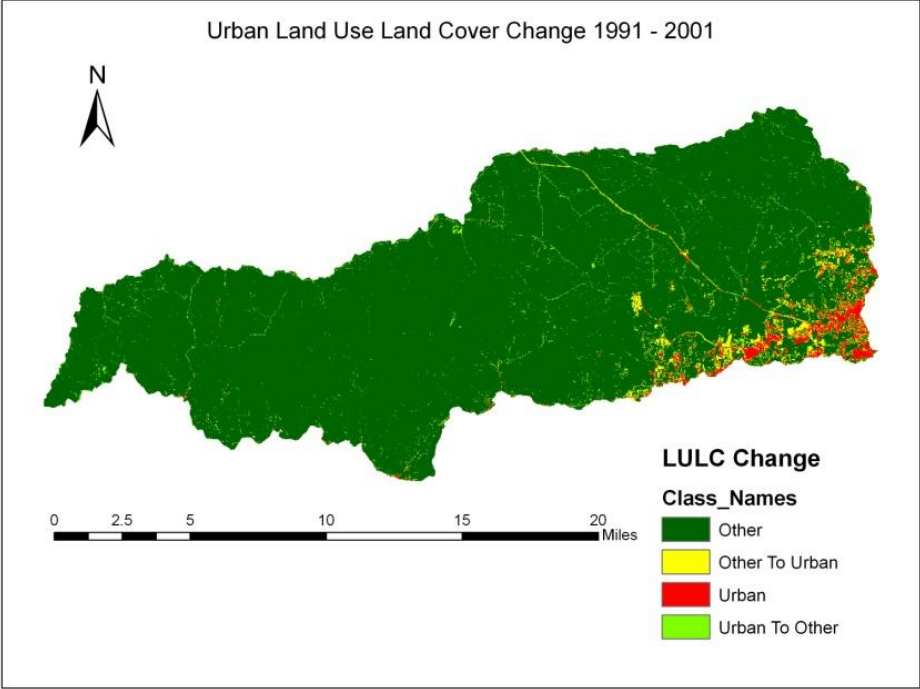 Urban Land Use Land Cover Change 1991 - 2001
N
LULC Change
Class_Names
Other
Other To Urban
Urban
Urban To Other
0 2.5 5 10 15 20
Miles